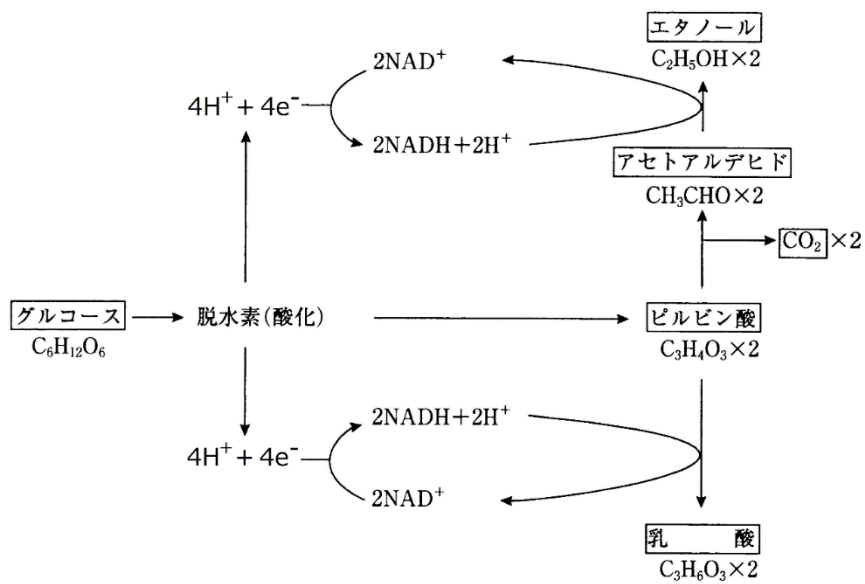 エタノール
C₂H₅OH×2
2NAD⁺
4H⁺+4e⁻
2NADH+2H⁺
アセトアルデヒド
CH₃CHO×2
CO₂×2
グルコース
C₆H₁₂O₆
脱水素(酸化)
ピルビン酸
C₃H₄O₃×2
2NADH+2H⁺
4H⁺+4e⁻
2NAD⁺
乳酸
C₃H₆O₃×2